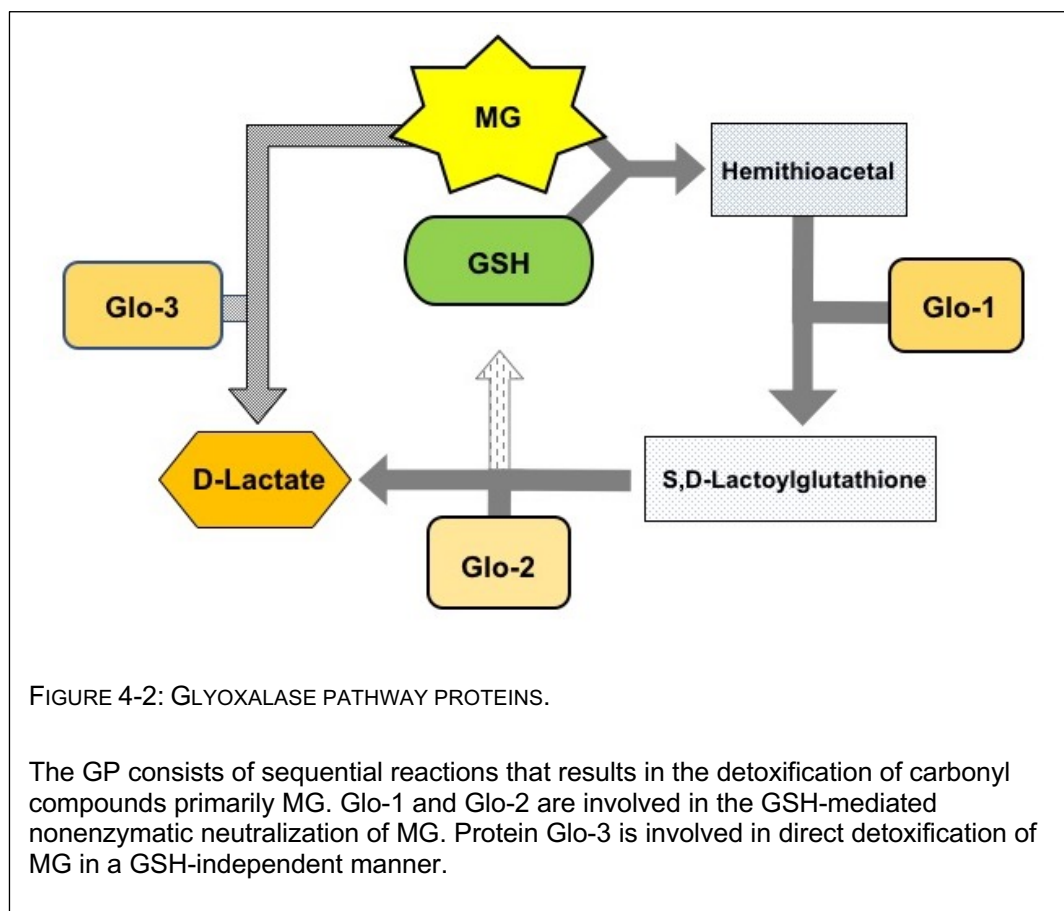 MG
Hemithioacetal
GSH
Glo-3
Glo-1
D-Lactate
S,D-Lactoylglutathione
Glo-2
FIGURE 4-2: GLYOXALASE PATHWAY PROTEINS.
The GP consists of sequential reactions that results in the detoxification of carbonyl
compounds primarily MG. Glo-1 and Glo-2 are involved in the GSH-mediated
nonenzymatic neutralization of MG. Protein Glo-3 is involved in direct detoxification of
MG in a GSH-independent manner.